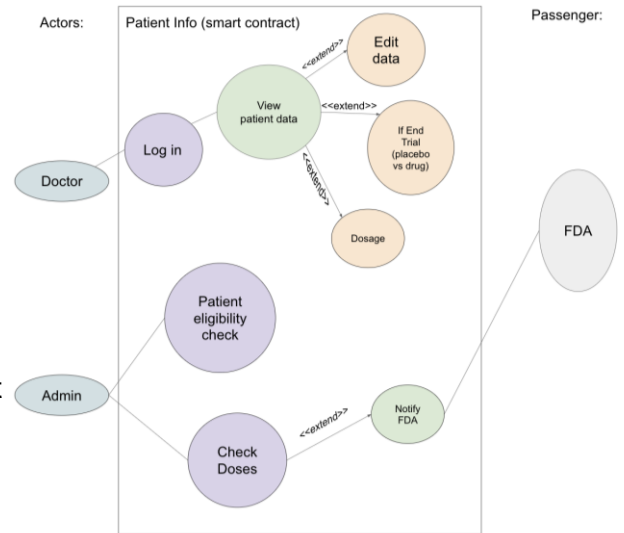 Actors:
Patient Info (smart contract)
Passenger:
Edit
data
<<extend>>
View
patient data
<<extend>>
If End
Trial
(placebo
vs drug)
Log in
<<extend>>
Doctor
Dosage
FDA
Patient
eligibility
check
Admin
Notify
FDA
<<extend>>
Check
Doses